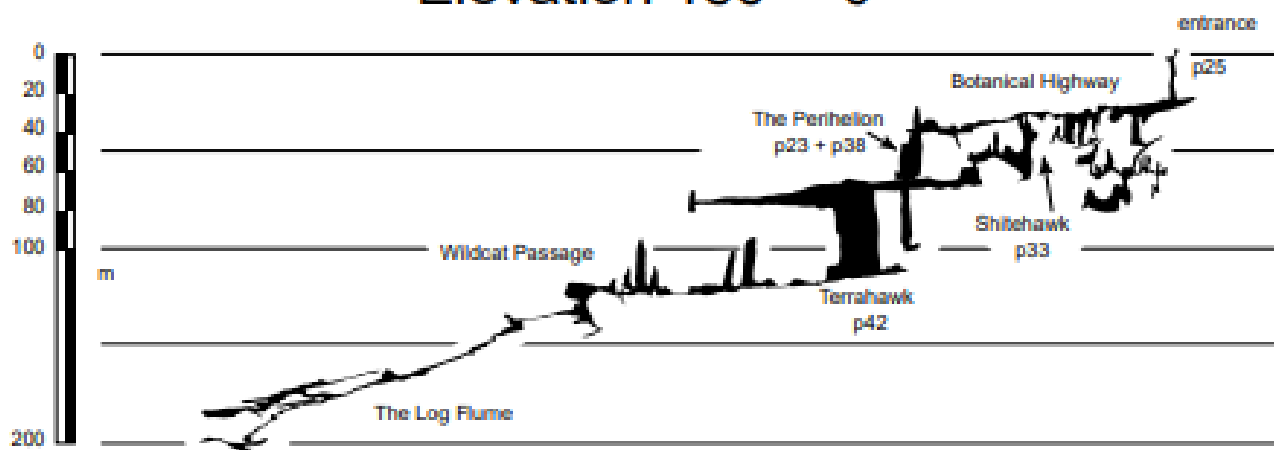 entrance
0
p25
Botanical Highway
20
The Perihelion
40
p23 + p38
60
80
Shitehawk
100
Wildcat Passage
p33
m
Terrahawk
p42
The Log Flume
200